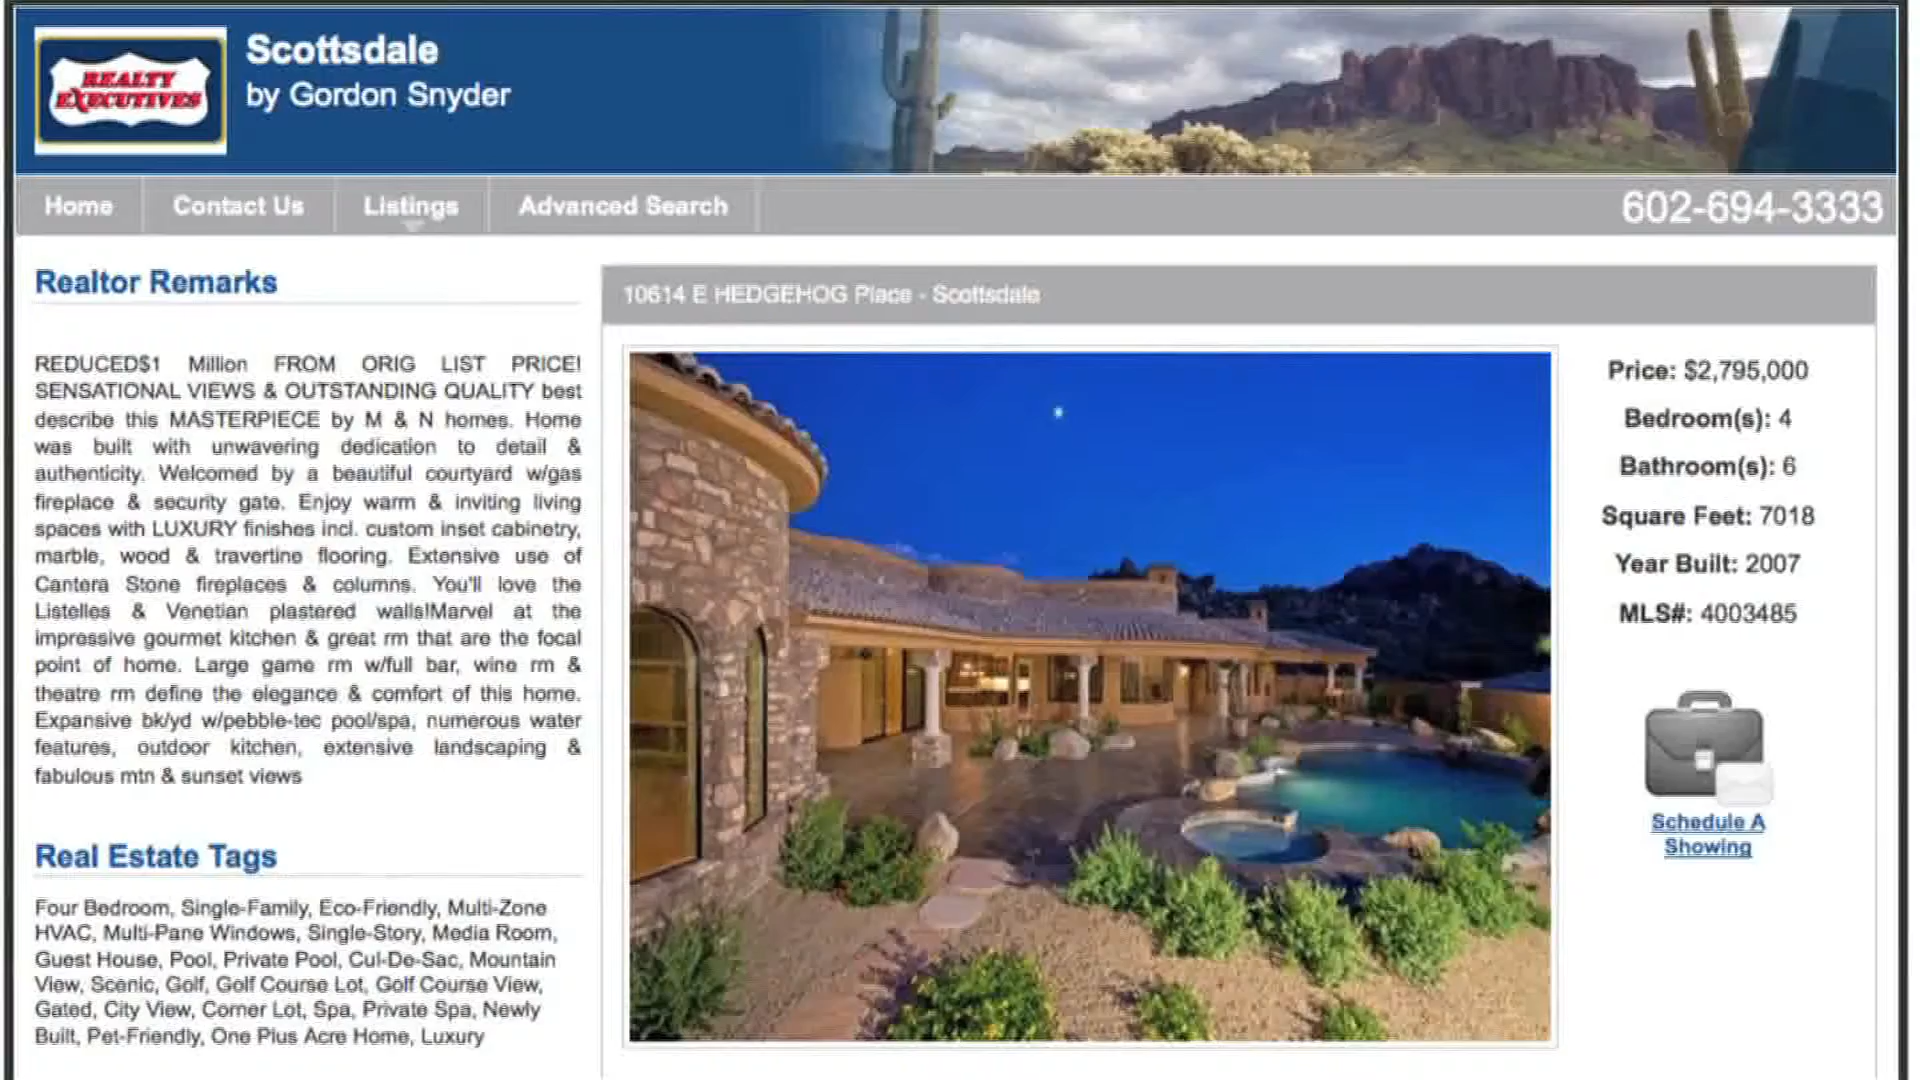 REALTY
EXECUTIVES
Scottsdale
by Gordon Snyder
Home
Contact Us
Listings
Advanced Search
602-694-3333
Realtor Remarks
REDUCED$1 Million FROM ORIG LIST PRICE!
SENSATIONAL VIEWS & OUTSTANDING QUALITY best
describe this MASTERPIECE by M & N homes. Home
was built with unwavering dedication to detail &
authenticity. Welcomed by a beautiful courtyard w/gas
fireplace & security gate. Enjoy warm & inviting living
spaces with LUXURY finishes incl. custom inset cabinetry,
marble, wood & travertine flooring. Extensive use of
Cantera Stone fireplaces & columns. You'll love the
Listelles & Venetian plastered walls!Marvel at the
impressive gourmet kitchen & great rm that are the focal
point of home. Large game rm w/full bar, wine rm &
theatre rm define the elegance & comfort of this home.
Expansive bk/yd w/pebble-tec pool/spa, numerous water
features, outdoor kitchen, extensive landscaping &
fabulous mtn & sunset views
Real Estate Tags
Four Bedroom, Single-Family, Eco-Friendly, Multi-Zone
HVAC, Multi-Pane Windows, Single-Story, Media Room,
Guest House, Pool, Private Pool, Cul-De-Sac, Mountain
View, Scenic, Golf, Golf Course Lot, Golf Course View,
Gated, City View, Corner Lot, Spa, Private Spa, Newly
Built, Pet-Friendly, One Plus Acre Home, Luxury
10614 E HEDGEHOG Place - Scottsdale
Price: $2,795,000
Bedroom(s): 4
Bathroom(s): 6
Square Feet: 7018
Year Built: 2007
MLS#: 4003485
Schedule A
Showing